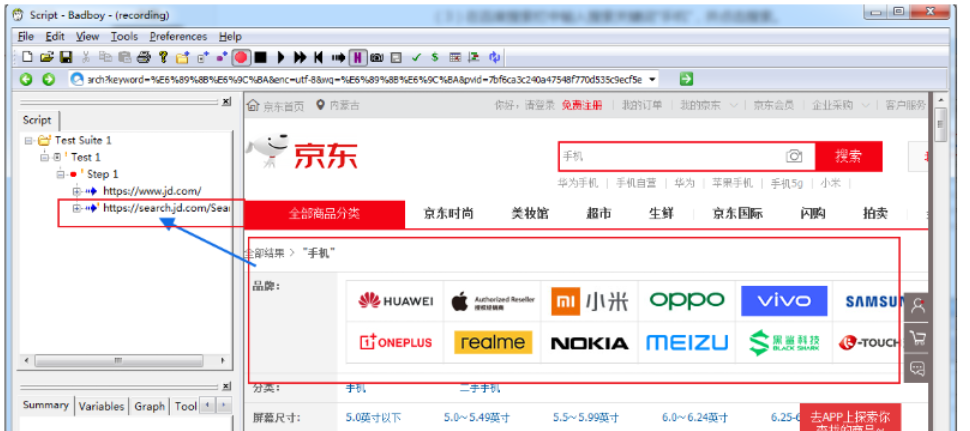 Script - Badboy - (recording)
File Edit View Tools Preferences Help
arch?keyword=%E6%89%8B%E6%9C%BA&enc=utf-8&wq=%E6%89%8B%E6%9C%BA&pvid=7bf6ca3c240a47548f770d535c9ecf5e
京东首页 内蒙古 你好，请登录 免费注册 | 我的订单 | 我的京东 | 京东会员 | 企业采购 | 客户服务
Script
Test Suite 1
Test 1
Step 1
https://www.jd.com/
https://search.jd.com/Sear
京东
手机
搜索
华为手机 | 手机自营 | 华为 | 苹果手机 | 手机5g | 小米 |
全部商品分类 京东时尚 美妆馆 超市 生鲜 京东国际 闪购 拍卖
全部结果 > "手机"
品牌：
HUAWEI Authorized Reseller 授权经销商 mi 小米 oppo vivo SAMSU
ONEPLUS realme NOKIA MEIZU 黑鲨科技 BLACK SHARK K-TOUCH
分类： 手机 二手手机
屏幕尺寸： 5.0英寸以下 5.0~5.49英寸 5.5~5.99英寸 6.0~6.24英寸 6.25-6
去APP上探索你
Summary Variables Graph Tool